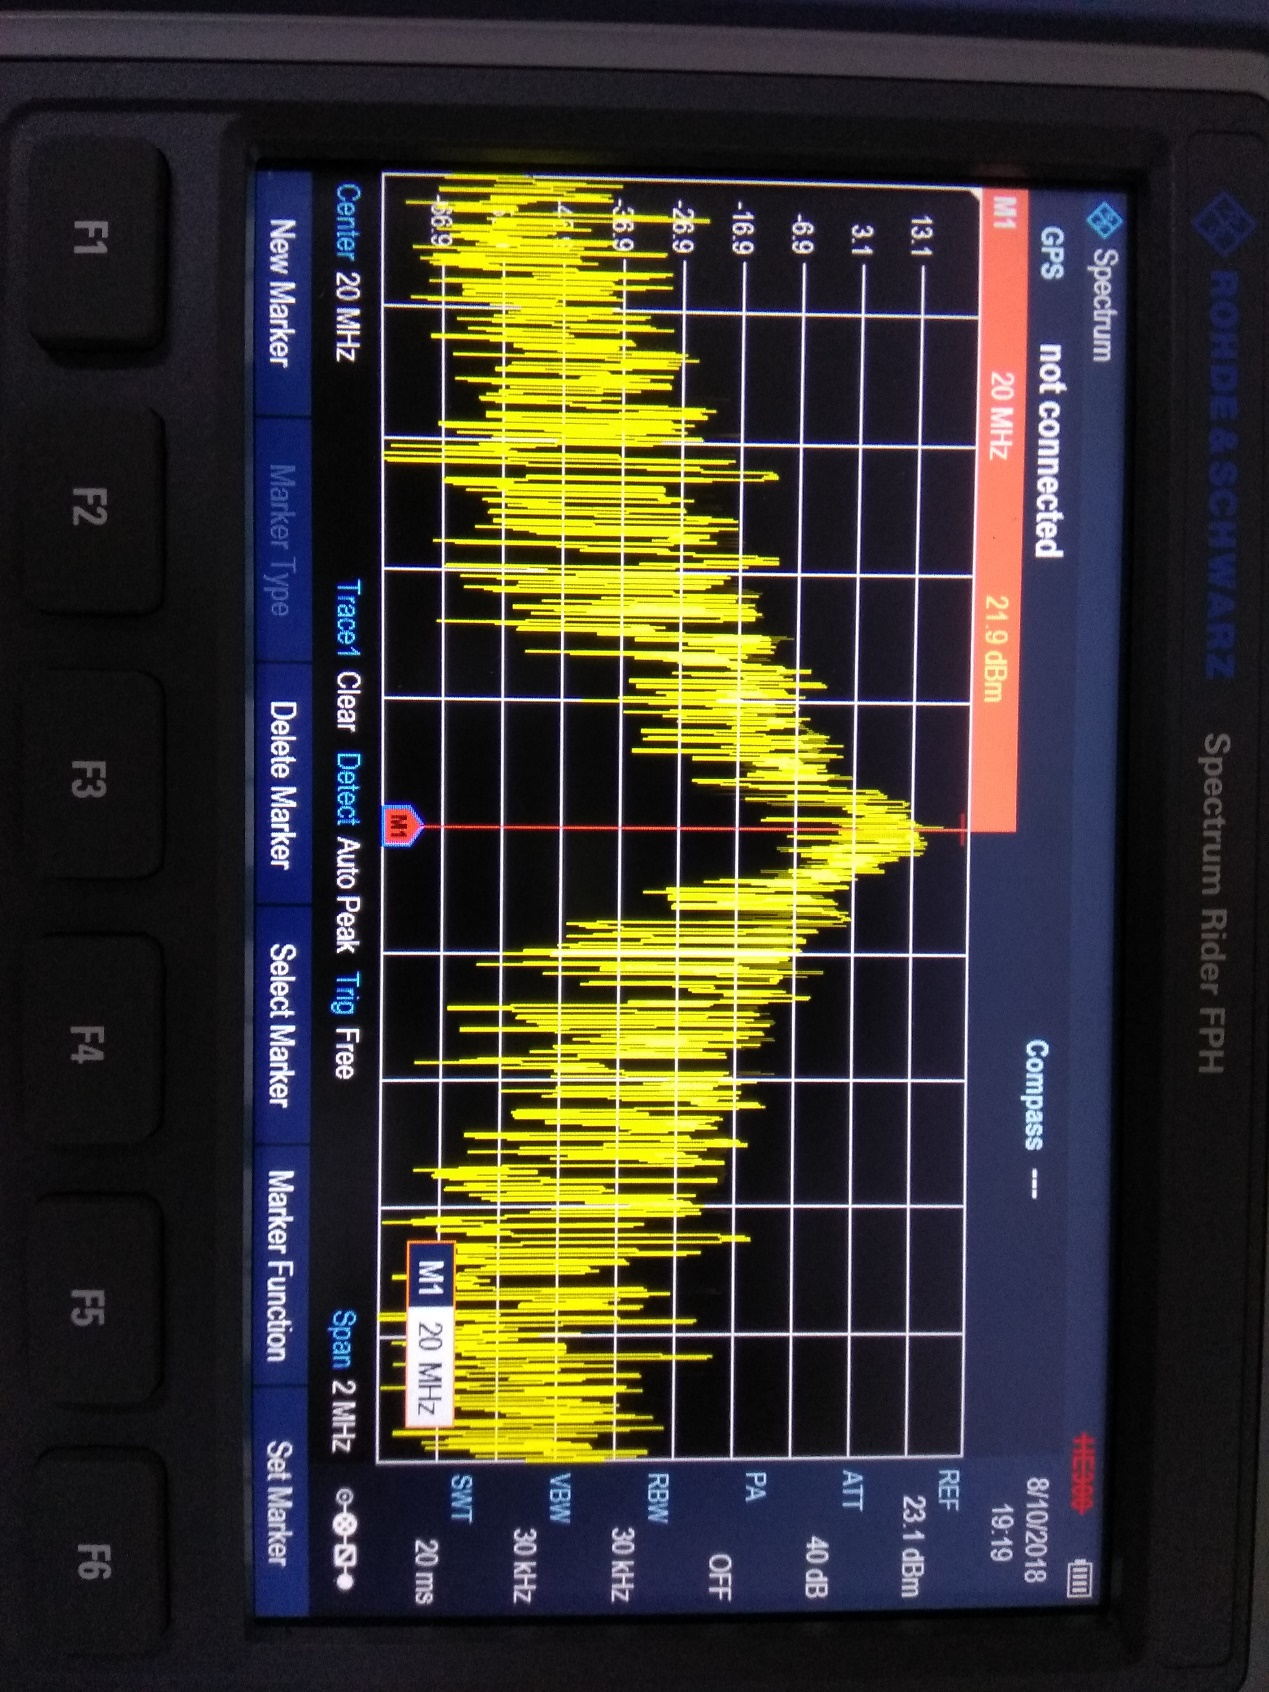 ROHDE & SCHWARZ Spectrum Rider FPH
Spectrum
8/10/2018
19:19
GPS not connected Compass ---
M1 20 MHz 21.9 dBm
REF 23.1 dBm
ATT 40 dB
PA OFF
RBW 30 kHz
VBW 30 kHz
SWT 20 ms
13.1
3.1
-6.9
-16.9
-26.9
-36.9
-66.9
M1 20 MHz
M1
Center 20 MHz Trace1 Clear Detect Auto Peak Trig Free Span 2 MHz
New Marker Marker Type Delete Marker Select Marker Marker Function Set Marker
F1 F2 F3 F4 F5 F6